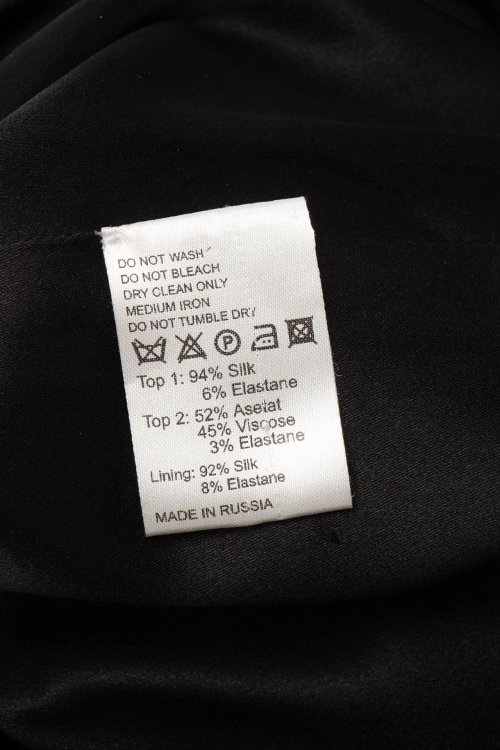 DO NOT WASH
DO NOT BLEACH
DRY CLEAN ONLY
MEDIUM IRON
DO NOT TUMBLE DRY
P
Top 1: 94% Silk
6% Elastane
Top 2: 52% Asetat
45% Viscose
3% Elastane
Lining: 92% Silk
8% Elastane
MADE IN RUSSIA